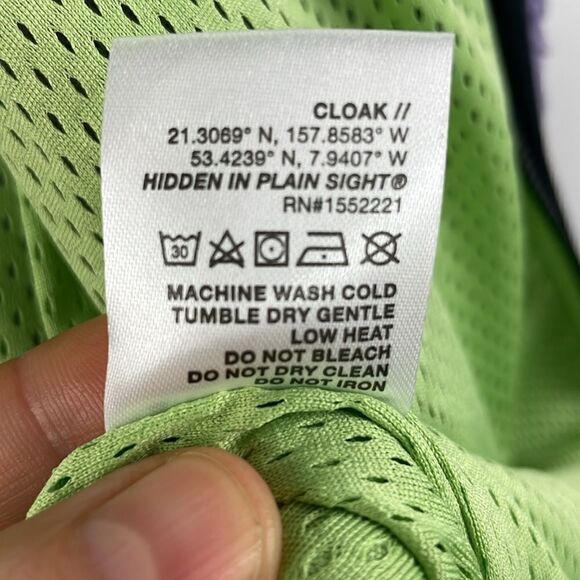 CLOAK //
21.3069° N, 157.8583° W
53.4239° N, 7.9407° W
HIDDEN IN PLAIN SIGHT®
RN#1552221
30
MACHINE WASH COLD
TUMBLE DRY GENTLE
LOW HEAT
DO NOT BLEACH
DO NOT DRY CLEAN
DO NOT IRON